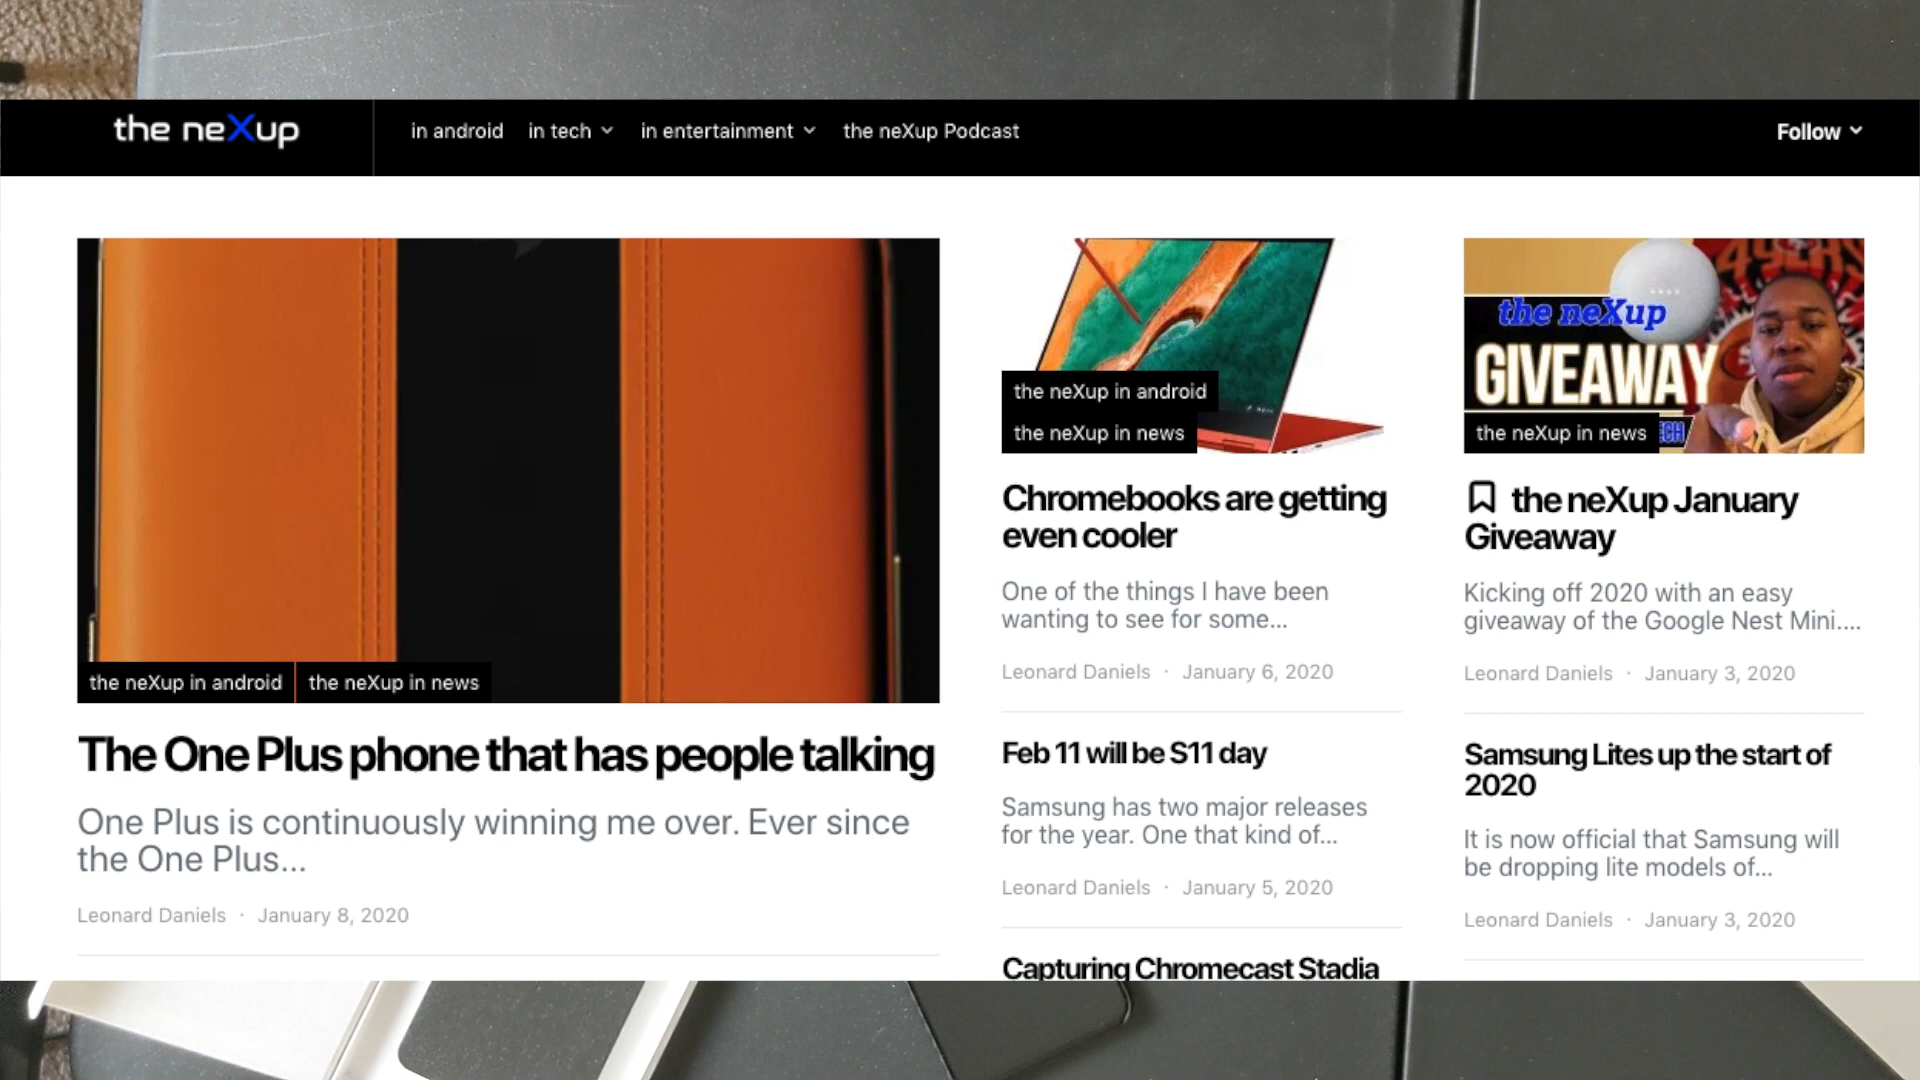 the neXup
in android
in tech
in entertainment
the neXup Podcast
Follow
the neXup in android
the neXup in news
The One Plus phone that has people talking
One Plus is continuously winning me over. Ever since
the One Plus...
Leonard Daniels · January 8, 2020
the neXup in android
the neXup in news
Chromebooks are getting
even cooler
One of the things I have been
wanting to see for some...
Leonard Daniels · January 6, 2020
Feb 11 will be S11 day
Samsung has two major releases
for the year. One that kind of...
Leonard Daniels · January 5, 2020
Capturing Chromecast Stadia
49ERS
the neXup
GIVEAWAY
the neXup in news
the neXup January
Giveaway
Kicking off 2020 with an easy
giveaway of the Google Nest Mini....
Leonard Daniels · January 3, 2020
Samsung Lites up the start of
2020
It is now official that Samsung will
be dropping lite models of...
Leonard Daniels · January 3, 2020